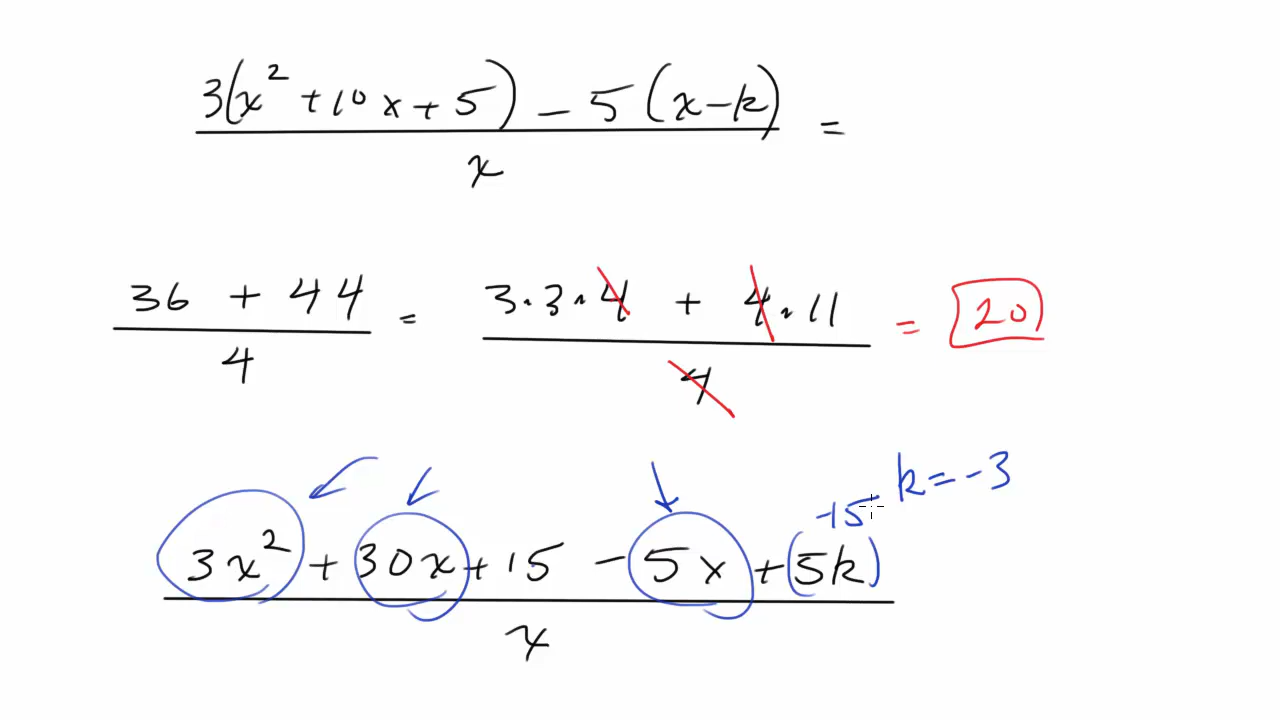 3(x² + 10x + 5) − 5(x − k) =
x
36 + 44 = 3·3·4 + 4·11 = 20
4 4
k = -3
-15
3x² + 30x + 15 − 5x + (5k)
x